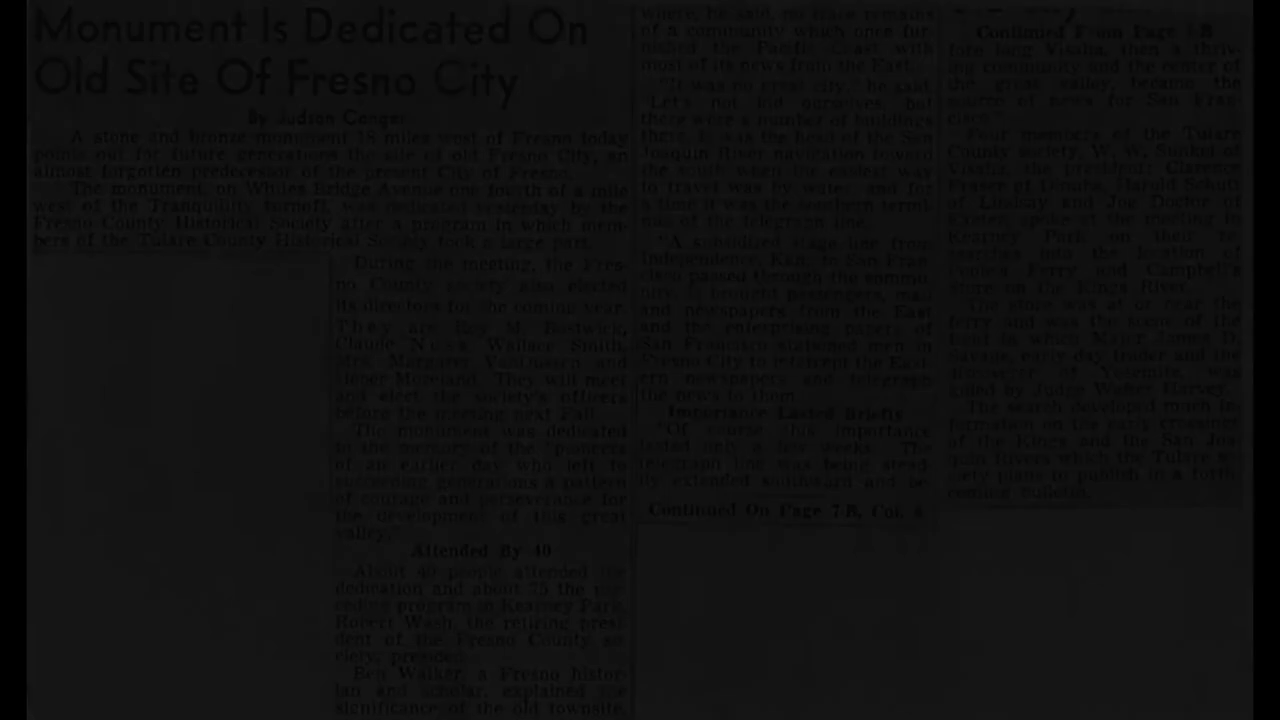 Monument Is Dedicated On
Old Site Of Fresno City
By Judson
A stone and bronze monument 18 miles west of Fresno today
points out for future generations the site of old Fresno City, an
almost forgotten predecessor of the present City of Fresno.
The monument, on Whites Bridge Avenue one fourth of a mile
west of the Tranquility turnoff, was dedicated yesterday by the
Fresno County Historical Society after a program in which mem-
bers of the Tulare County Historical Society took a large part.
During the meeting, the Fres-
no County society also elected
its directors for the coming year.
They are Roy M. Bostwick,
Claude Wallace Smith,
Mrs. Margaret and
Moreland. They will meet
and elect the society's officers
before the meeting next Fall.
The monument was dedicated
to the memory of the "pioneers
of an earlier day who left to
succeeding generations a pattern
of courage and perseverance for
the development of this great
valley."
Attended By 40
About 40 people attended the
dedication and about 75 the pre-
ceding program in Kearney Park.
Robert Wash, the retiring presi-
dent of the Fresno County so-
ciety, presided.
Ben Walker, a Fresno histor-
ian and scholar, explained the
significance of the old townsite,
where, he said, no trace remains
of a community which once fur-
nished the Pacific Coast with
most of its news from the East.
"It was no great city," he said.
"Let's not kid ourselves, but
there were a number of buildings
there. It was the head of the San
Joaquin River navigation toward
the south when the easiest way
to travel was by water, and for
a time it was the southern termi-
nus of the telegraph line.
"A subsidized stage line from
Independence, Kan., to San Fran-
cisco passed through the commu-
nity. It brought passengers, mail
and newspapers from the East
and the enterprising papers of
San Francisco stationed men in
Fresno City to intercept the East-
ern newspapers and telegraph
the news to them.
Importance Lasted Briefly
"Of course this importance
lasted only a few weeks. The
telegraph line was being stead-
ily extended southward and be-
Continued On Page 7-B, Col. 4
Continued From Page 1-B
fore long Visalia, then a thriv-
ing community and the center of
the great valley, became the
source of news for San Fran-
cisco."
Four members of the Tulare
County society, W. W. of
Visalia, the president; Clarence
Fraser of Dinuba, Harold Schutt
of Lindsay and Joe Doctor of
Exeter, spoke at the meeting in
Kearney Park on their re-
searches into the location of
Ferry and Campbell's
Store on the Kings River.
The store was at or near the
ferry and was the scene of the
fight in which Major James D.
Savage, early day trader and the
discoverer of Yosemite, was
killed by Judge Walter Harvey.
The search developed much in-
formation on the early crossings
of the Kings and the San Joa-
quin Rivers which the Tulare so-
ciety plans to publish in a forth-
coming bulletin.